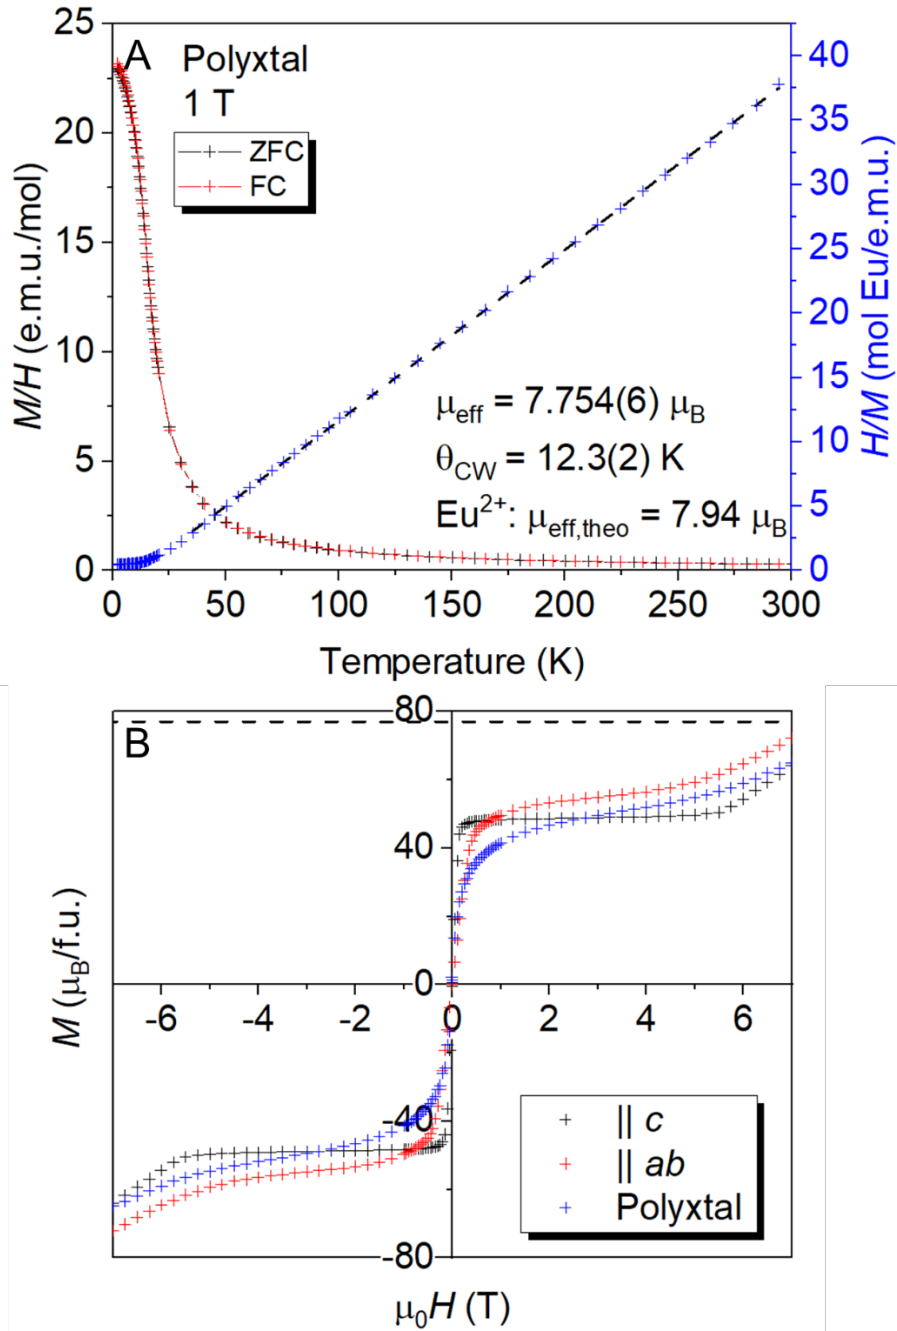 A
Polyxtal
1 T
ZFC
FC
μeff = 7.754(6) μB
θCW = 12.3(2) K
Eu2+: μeff,theo = 7.94 μB
25
20
15
10
5
0
M/H (e.m.u./mol)
40
35
30
25
20
15
10
5
0
H/M (mol Eu/e.m.u.)
0 50 100 150 200 250 300
Temperature (K)
B
80
40
0
-40
-80
M (μB/f.u.)
-6 -4 -2 0 2 4 6
|| c
|| ab
Polyxtal
μ0H (T)